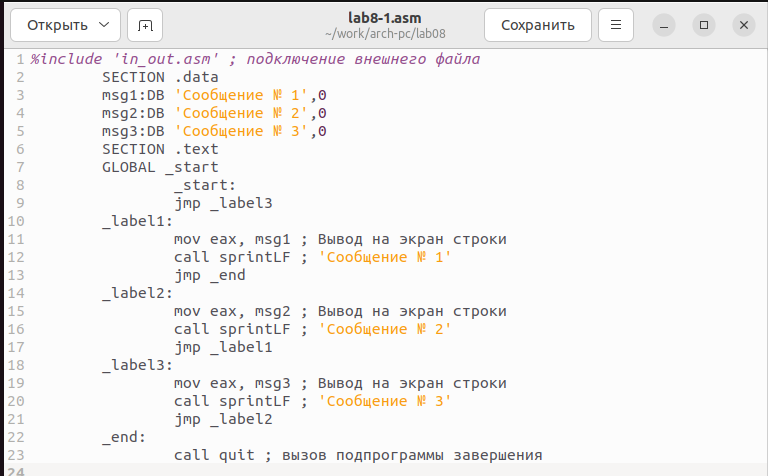 Открыть
lab8-1.asm
~/work/arch-pc/lab08
Сохранить
1 %include 'in_out.asm' ; подключение внешнего файла
2 SECTION .data
3 msg1:DB 'Сообщение № 1',0
4 msg2:DB 'Сообщение № 2',0
5 msg3:DB 'Сообщение № 3',0
6 SECTION .text
7 GLOBAL _start
8 _start:
9 jmp _label3
10 _label1:
11 mov eax, msg1 ; Вывод на экран строки
12 call sprintLF ; 'Сообщение № 1'
13 jmp _end
14 _label2:
15 mov eax, msg2 ; Вывод на экран строки
16 call sprintLF ; 'Сообщение № 2'
17 jmp _label1
18 _label3:
19 mov eax, msg3 ; Вывод на экран строки
20 call sprintLF ; 'Сообщение № 3'
21 jmp _label2
22 _end:
23 call quit ; вызов подпрограммы завершения
24